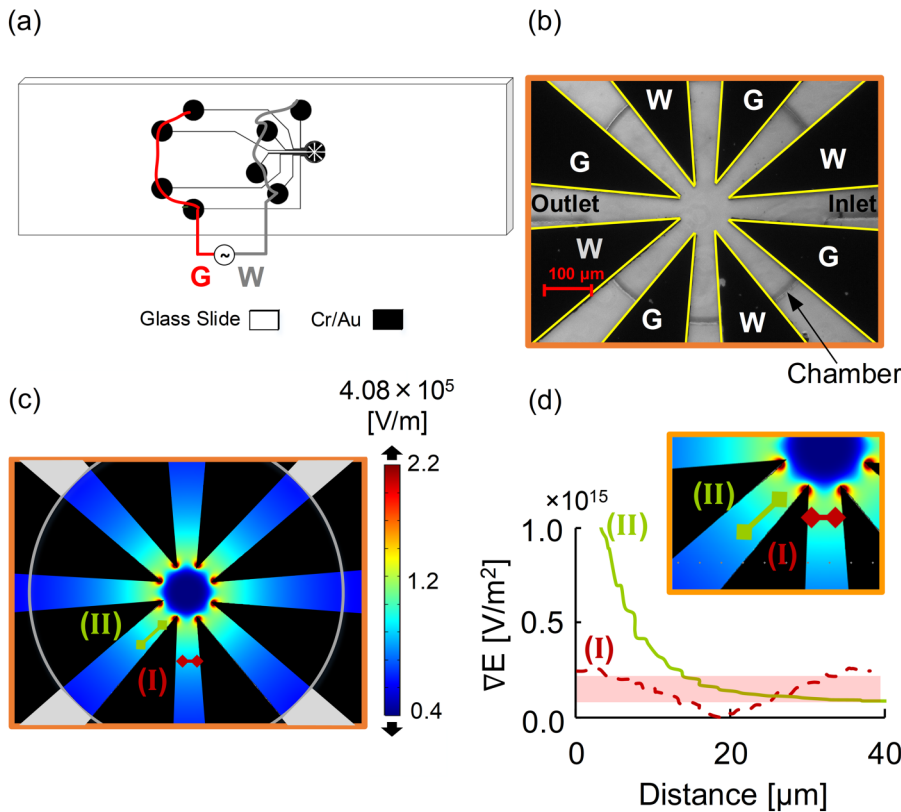 (a)
G
~
W
Glass Slide
Cr/Au
(b)
W
G
G
W
Outlet
Inlet
W
G
100 µm
G
W
Chamber
(c)
4.08 × 10⁵
[V/m]
2.2
1.2
0.4
(II)
(I)
(d)
×10¹⁵
1.0
0.5
0.0
∇E [V/m²]
(II)
(I)
(II)
(I)
0
20
40
Distance [µm]